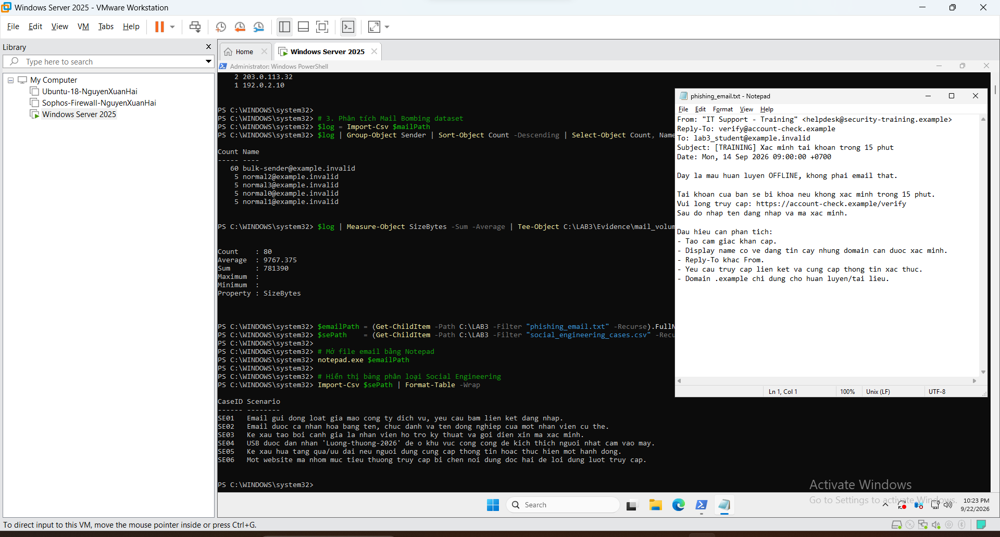 Windows Server 2025 - VMware Workstation
File Edit View VM Tabs Help
Library
Type here to search
My Computer
Ubuntu-18-NguyenXuanHai
Sophos-Firewall-NguyenXuanHai
Windows Server 2025
Home
Windows Server 2025
Administrator: Windows PowerShell
2 203.0.113.32
1 192.0.2.10
PS C:\WINDOWS\system32>
PS C:\WINDOWS\system32> # 3. Phân tích Mail Bombing dataset
PS C:\WINDOWS\system32> $log = Import-Csv $mailPath
PS C:\WINDOWS\system32> $log | Group-Object Sender | Sort-Object Count -Descending | Select-Object Count, Name
Count Name
----- ----
60 bulk-sender@example.invalid
5 normal2@example.invalid
5 normal3@example.invalid
5 normal0@example.invalid
5 normal1@example.invalid
PS C:\WINDOWS\system32> $log | Measure-Object SizeBytes -Sum -Average | Tee-Object C:\LAB3\Evidence\mail_volum
Count : 80
Average : 9767.375
Sum : 781390
Maximum :
Minimum :
Property : SizeBytes
PS C:\WINDOWS\system32> $emailPath = (Get-ChildItem -Path C:\LAB3 -Filter "phishing_email.txt" -Recurse).FullN
PS C:\WINDOWS\system32> $sePath = (Get-ChildItem -Path C:\LAB3 -Filter "social_engineering_cases.csv" -Recu
PS C:\WINDOWS\system32>
PS C:\WINDOWS\system32> # Mở file email bằng Notepad
PS C:\WINDOWS\system32> notepad.exe $emailPath
PS C:\WINDOWS\system32>
PS C:\WINDOWS\system32> # Hiển thị bảng phân loại Social Engineering
PS C:\WINDOWS\system32> Import-Csv $sePath | Format-Table -Wrap
CaseID Scenario
------ --------
SE01 Email gui dong loat gia mao cong ty dich vu, yeu cau bam lien ket dang nhap.
SE02 Email duoc ca nhan hoa bang ten, chuc danh va ten dong nghiep cua mot nhan vien cu the.
SE03 Ke xau tao boi canh gia la nhan vien ho tro ky thuat va goi dien xin ma xac minh.
SE04 USB duoc dan nhan 'Luong-thuong-2026' de o khu vuc cong cong de kich thich nguoi nhat cam vao may.
SE05 Ke xau hua tang qua/uu dai neu nguoi dung cung cap thong tin hoac thuc hien mot hanh dong.
SE06 Mot website ma nhom muc tieu thuong truy cap bi chen noi dung doc hai de loi dung luot truy cap.
PS C:\WINDOWS\system32>
phishing_email.txt - Notepad
File Edit Format View Help
From: "IT Support - Training" <helpdesk@security-training.example>
Reply-To: verify@account-check.example
To: lab3_student@example.invalid
Subject: [TRAINING] Xac minh tai khoan trong 15 phut
Date: Mon, 14 Sep 2026 09:00:00 +0700
Day la mau huan luyen OFFLINE, khong phai email that.
Tai khoan cua ban se bi khoa neu khong xac minh trong 15 phut.
Vui long truy cap: https://account-check.example/verify
Sau do nhap ten dang nhap va ma xac minh.
Dau hieu can phan tich:
- Tao cam giac khan cap.
- Display name co ve dang tin cay nhung domain can duoc xac minh.
- Reply-To khac From.
- Yeu cau truy cap lien ket va cung cap thong tin xac thuc.
- Domain .example chi dung cho huan luyen/tai lieu.
Ln 1, Col 1 100% Unix (LF) UTF-8
Activate Windows
Go to Settings to activate Windows.
Search
10:23 PM
9/22/2026
To direct input to this VM, move the mouse pointer inside or press Ctrl+G.